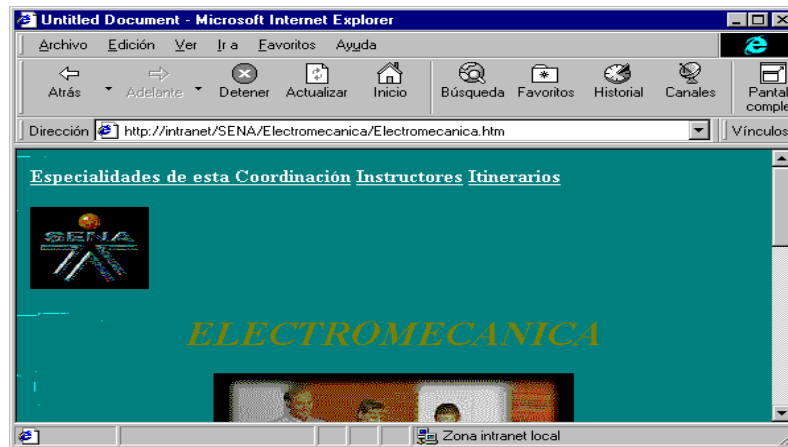 Untitled Document - Microsoft Internet Explorer
Archivo Edición Ver Ir a Favoritos Ayuda
Atrás Adelante Detener Actualizar Inicio Búsqueda Favoritos Historial Canales Pantal
comple
Dirección http://intranet/SENA/Electromecanica/Electromecanica.htm Vínculos
Especialidades de esta Coordinación Instructores Itinerarios
SENA
ELECTROMECANICA
Zona intranet local